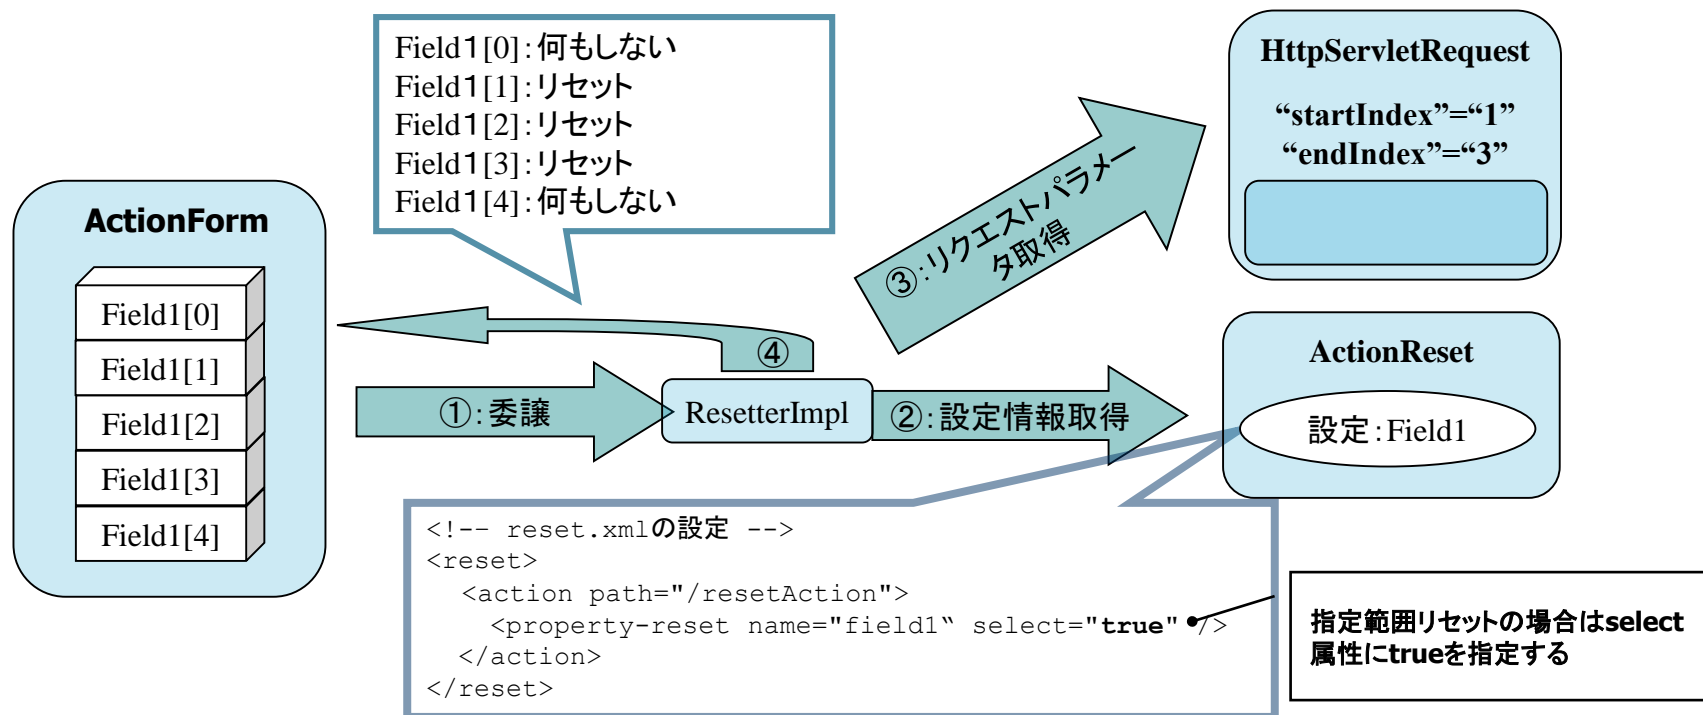 Field1[0]:何もしない
Field1[1]:リセット
Field1[2]:リセット
Field1[3]:リセット
Field1[4]:何もしない
HttpServletRequest
“startIndex”=“1”
“endIndex”=“3”
ActionForm
Field1[0]
Field1[1]
Field1[2]
Field1[3]
Field1[4]
③:リクエストパラメー
タ取得
④
①:委譲
ResetterImpl
②:設定情報取得
ActionReset
設定:Field1
<!-- reset.xmlの設定 -->
<reset>
<action path="/resetAction">
<property-reset name="field1‟ select="true" />
</action>
</reset>
指定範囲リセットの場合はselect
属性にtrueを指定する